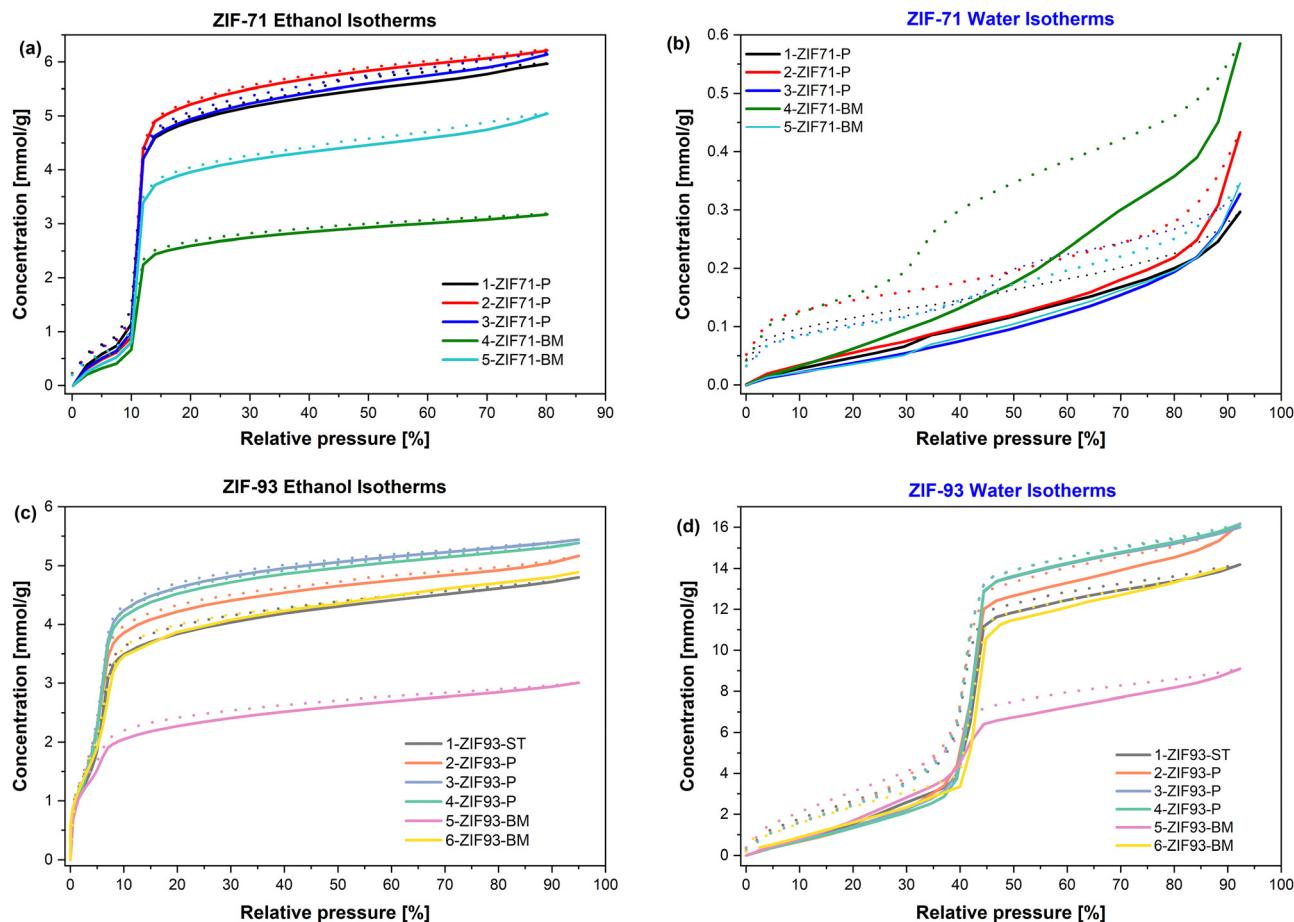 ZIF-71 Ethanol Isotherms
(a)
Concentration [mmol/g]
6
5
4
3
2
1
0
1-ZIF71-P
2-ZIF71-P
3-ZIF71-P
4-ZIF71-BM
5-ZIF71-BM
0 10 20 30 40 50 60 70 80 90
Relative pressure [%]
ZIF-71 Water Isotherms
(b)
Concentration [mmol/g]
0.6
0.5
0.4
0.3
0.2
0.1
0.0
1-ZIF71-P
2-ZIF71-P
3-ZIF71-P
4-ZIF71-BM
5-ZIF71-BM
0 10 20 30 40 50 60 70 80 90 100
Relative pressure [%]
ZIF-93 Ethanol Isotherms
(c)
Concentration [mmol/g]
6
5
4
3
2
1
0
1-ZIF93-ST
2-ZIF93-P
3-ZIF93-P
4-ZIF93-P
5-ZIF93-BM
6-ZIF93-BM
0 10 20 30 40 50 60 70 80 90 100
Relative pressure [%]
ZIF-93 Water Isotherms
(d)
Concentration [mmol/g]
16
14
12
10
8
6
4
2
0
1-ZIF93-ST
2-ZIF93-P
3-ZIF93-P
4-ZIF93-P
5-ZIF93-BM
6-ZIF93-BM
0 10 20 30 40 50 60 70 80 90 100
Relative pressure [%]